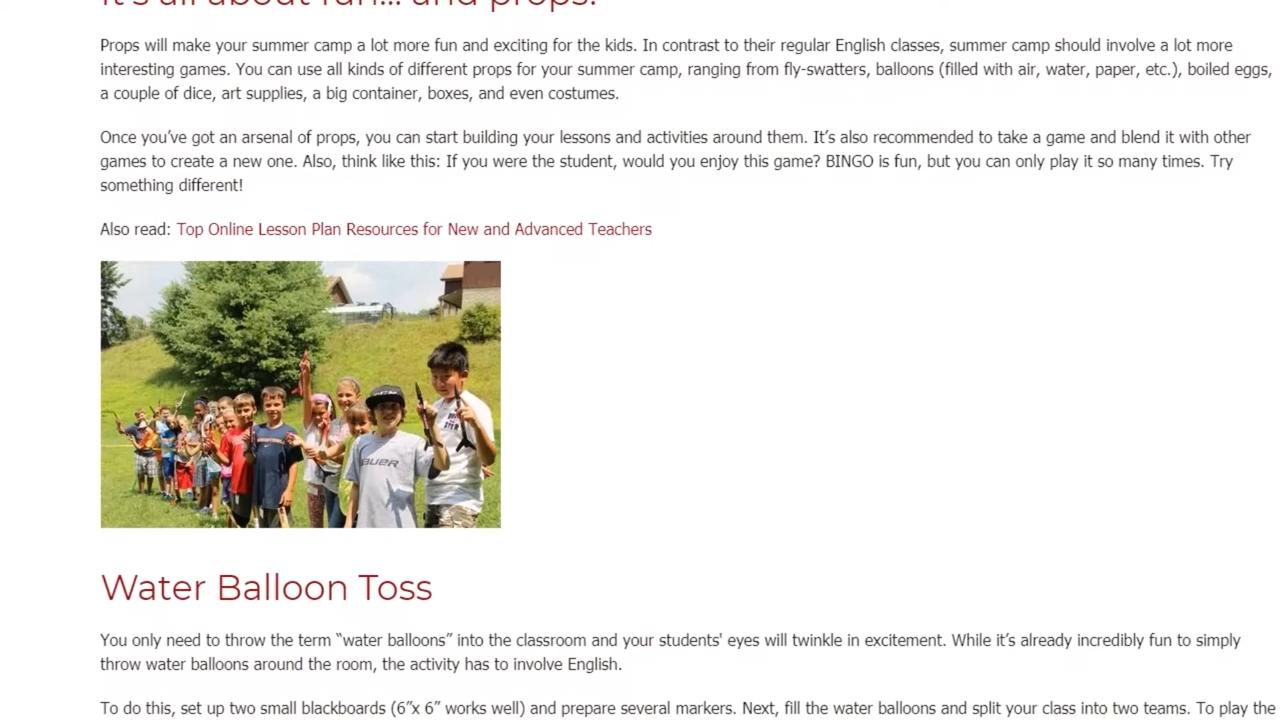 It's all about fun... and props!
Props will make your summer camp a lot more fun and exciting for the kids. In contrast to their regular English classes, summer camp should involve a lot more
interesting games. You can use all kinds of different props for your summer camp, ranging from fly-swatters, balloons (filled with air, water, paper, etc.), boiled eggs,
a couple of dice, art supplies, a big container, boxes, and even costumes.
Once you’ve got an arsenal of props, you can start building your lessons and activities around them. It’s also recommended to take a game and blend it with other
games to create a new one. Also, think like this: If you were the student, would you enjoy this game? BINGO is fun, but you can only play it so many times. Try
something different!
Also read: Top Online Lesson Plan Resources for New and Advanced Teachers
BAUER
Water Balloon Toss
You only need to throw the term “water balloons” into the classroom and your students' eyes will twinkle in excitement. While it’s already incredibly fun to simply
throw water balloons around the room, the activity has to involve English.
To do this, set up two small blackboards (6”x 6” works well) and prepare several markers. Next, fill the water balloons and split your class into two teams. To play the